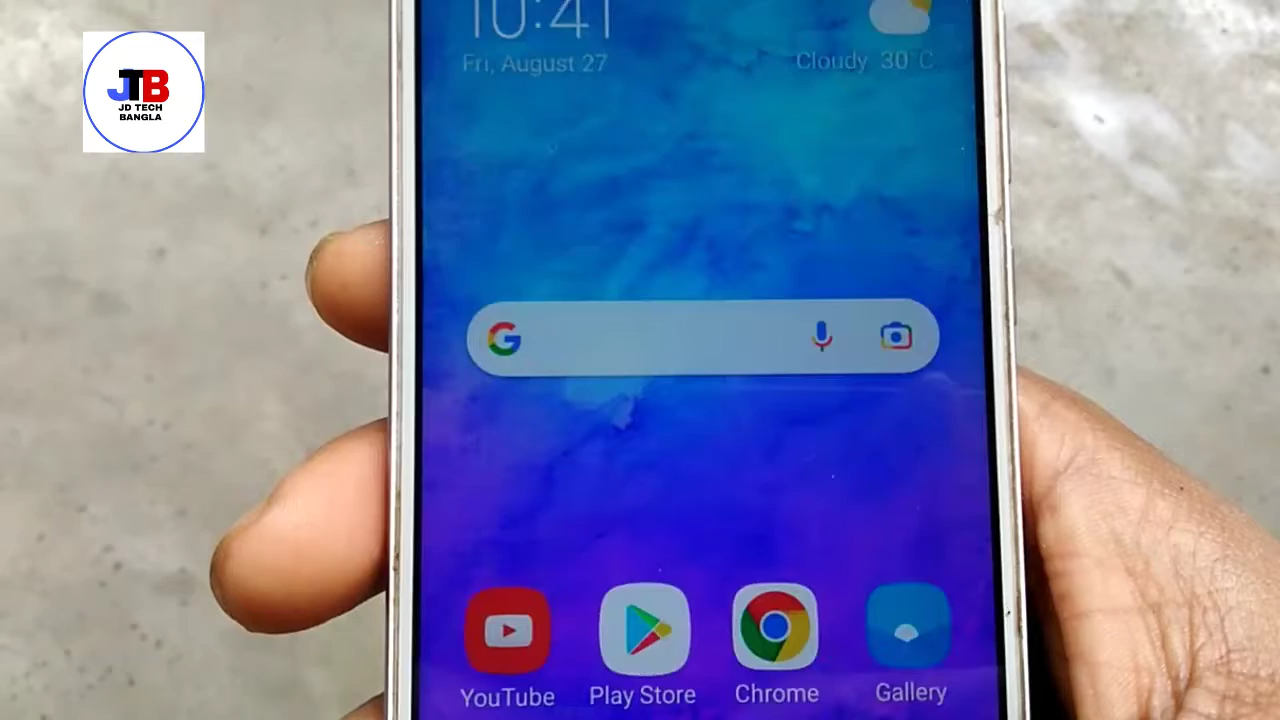 10:41
Fri, August 27
Cloudy 30°C
JTB
JD TECH
BANGLA
YouTube
Play Store
Chrome
Gallery